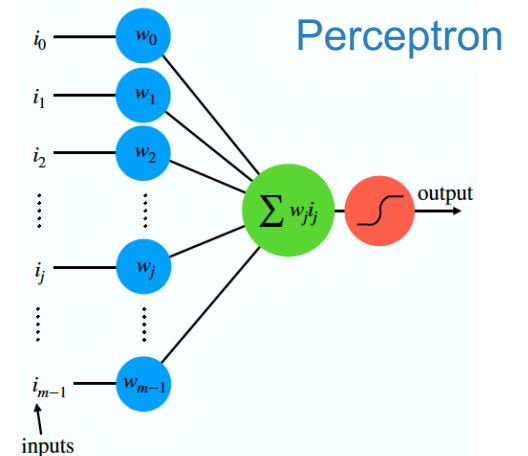 Perceptron
i₀ w₀
i₁ w₁
i₂ w₂
∑ wⱼiⱼ
output
iⱼ wⱼ
iₘ₋₁ wₘ₋₁
inputs